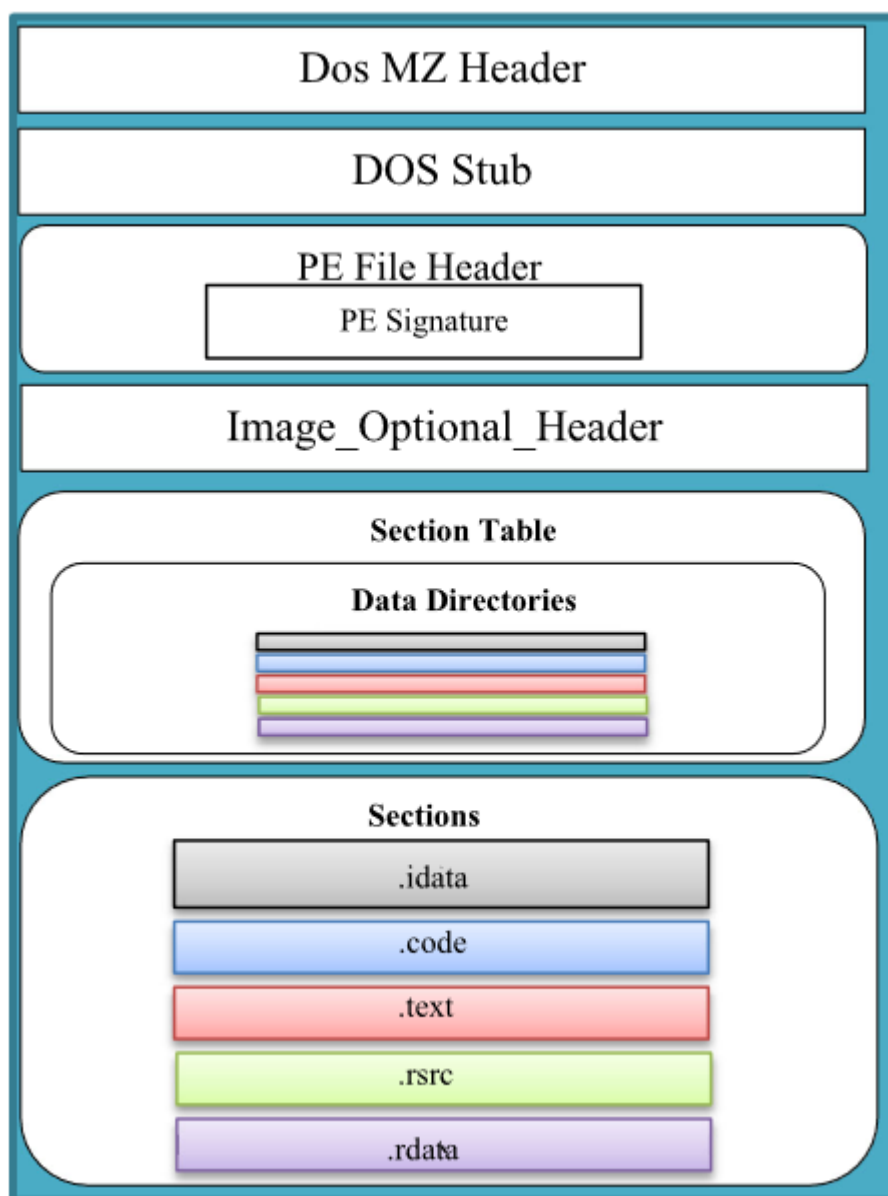 Dos MZ Header
DOS Stub
PE File Header
PE Signature
Image_Optional_Header
Section Table
Data Directories
Sections
.idata
.code
.text
.rsrc
.rdata